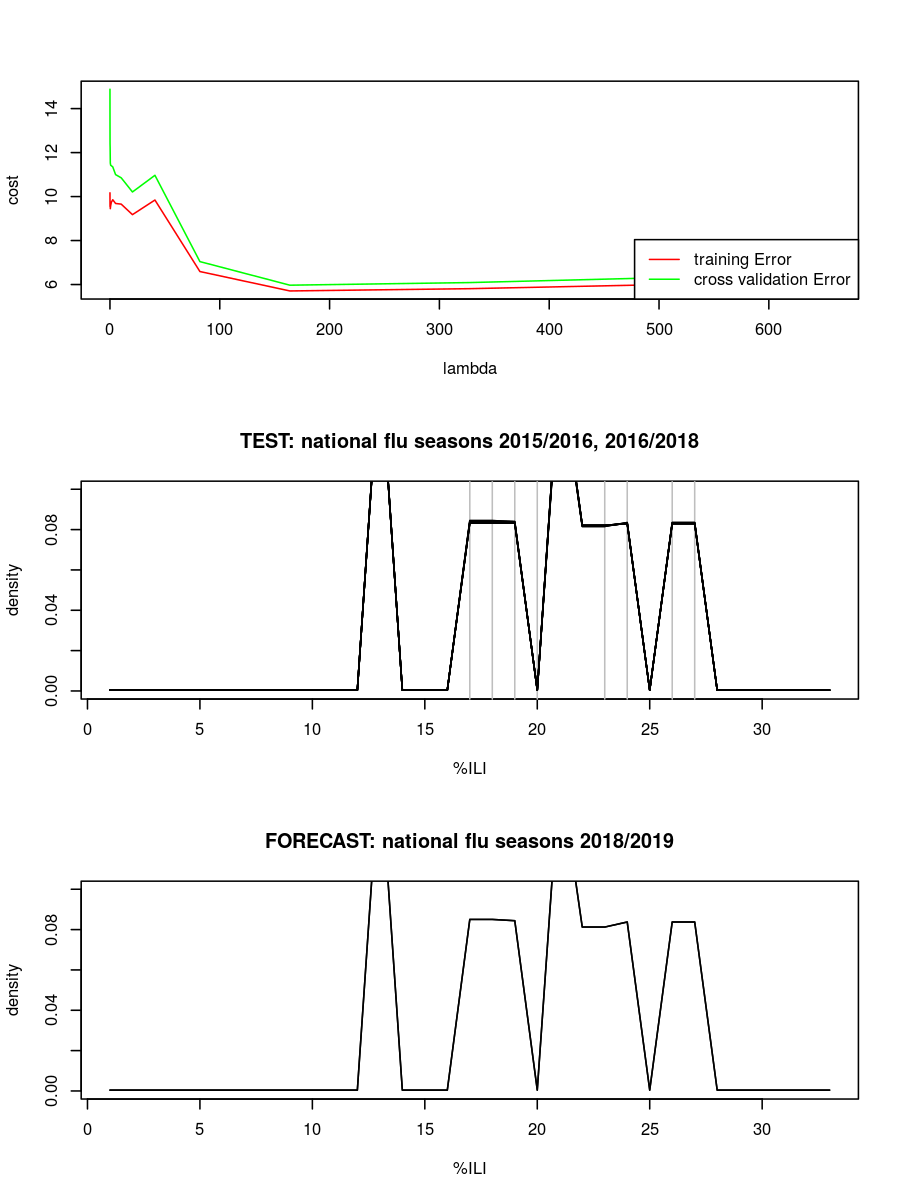 14
12
10
8
6
cost
training Error
cross validation Error
0 100 200 300 400 500 600
lambda
TEST: national flu seasons 2015/2016, 2016/2018
0.08
0.04
0.00
density
0 5 10 15 20 25 30
%ILI
FORECAST: national flu seasons 2018/2019
0.08
0.04
0.00
density
0 5 10 15 20 25 30
%ILI